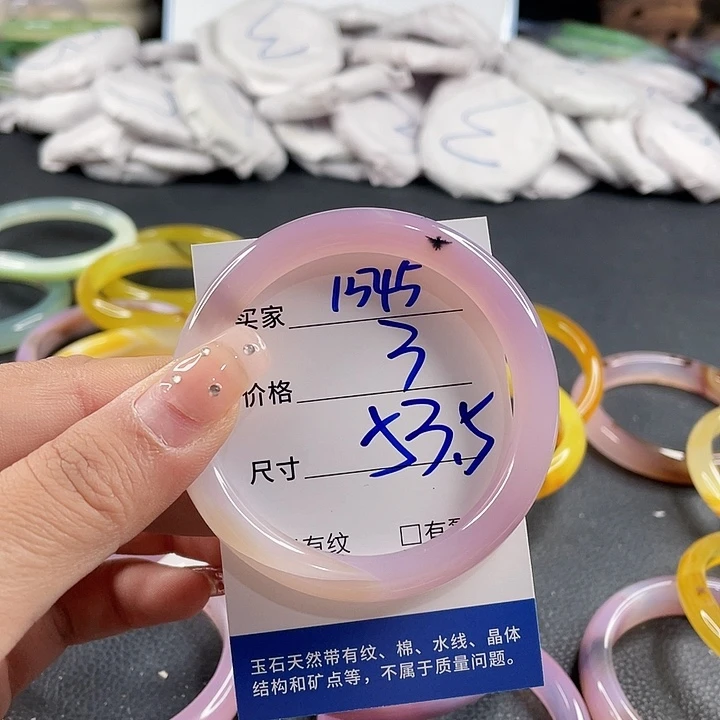 买家 1545
价格 3
尺寸 53.5
有纹 □有
玉石天然带有纹、棉、水线、晶体
结构和矿点等，不属于质量问题。